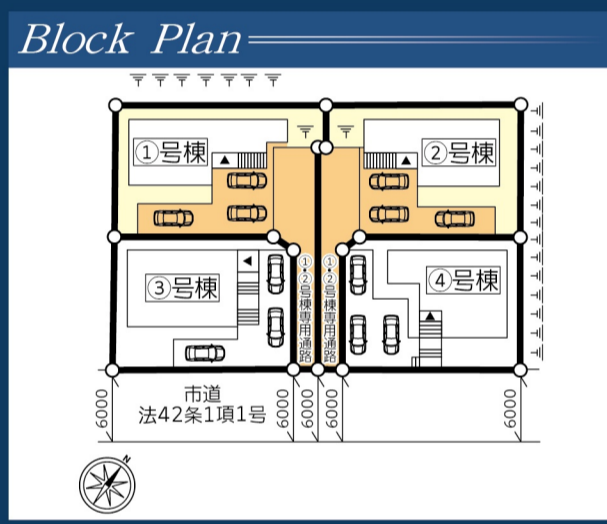 Block Plan
①号棟
②号棟
③号棟
④号棟
①・②号棟専用通路
①・②号棟専用通路
市道
法42条1項1号
6000
6000
6000
6000
6000
N